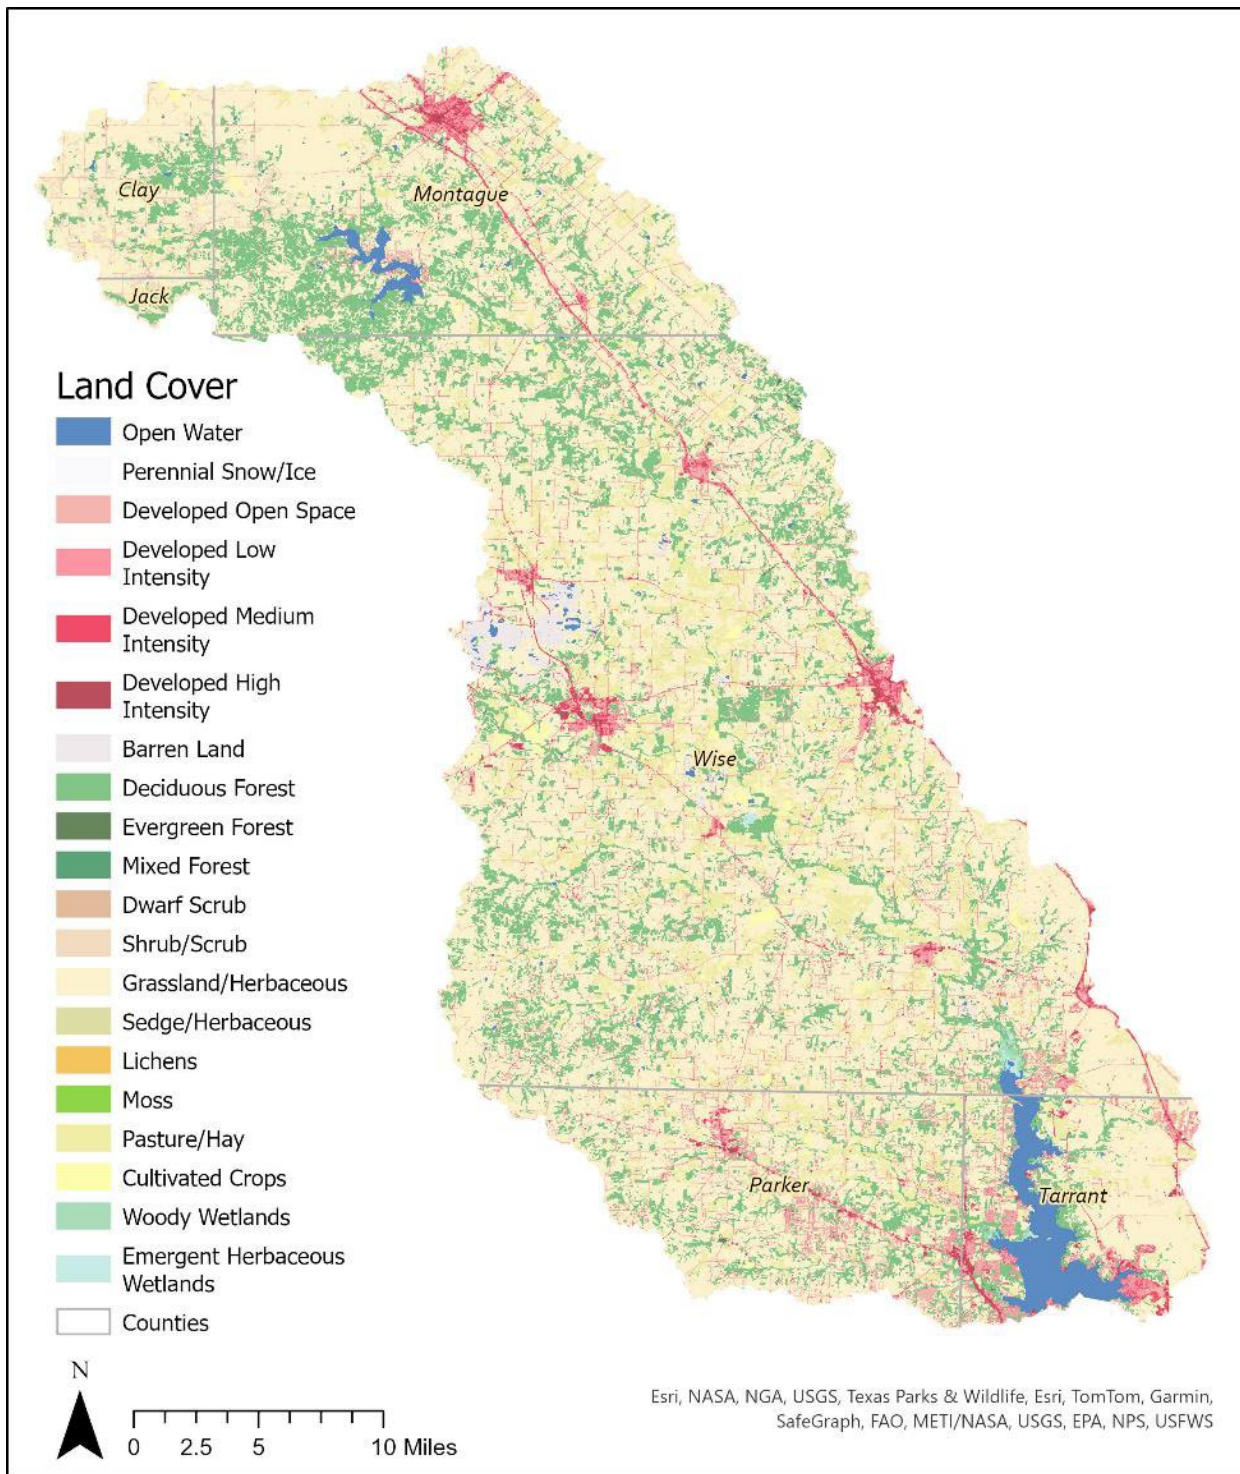 Clay
Montague
Jack
Land Cover
Open Water
Perennial Snow/Ice
Developed Open Space
Developed Low
Intensity
Developed Medium
Intensity
Developed High
Intensity
Barren Land
Deciduous Forest
Evergreen Forest
Mixed Forest
Dwarf Scrub
Shrub/Scrub
Grassland/Herbaceous
Sedge/Herbaceous
Lichens
Moss
Pasture/Hay
Cultivated Crops
Woody Wetlands
Emergent Herbaceous
Wetlands
Counties
Wise
Parker
Tarrant
N
0 2.5 5 10 Miles
Esri, NASA, NGA, USGS, Texas Parks & Wildlife, Esri, TomTom, Garmin,
SafeGraph, FAO, METI/NASA, USGS, EPA, NPS, USFWS